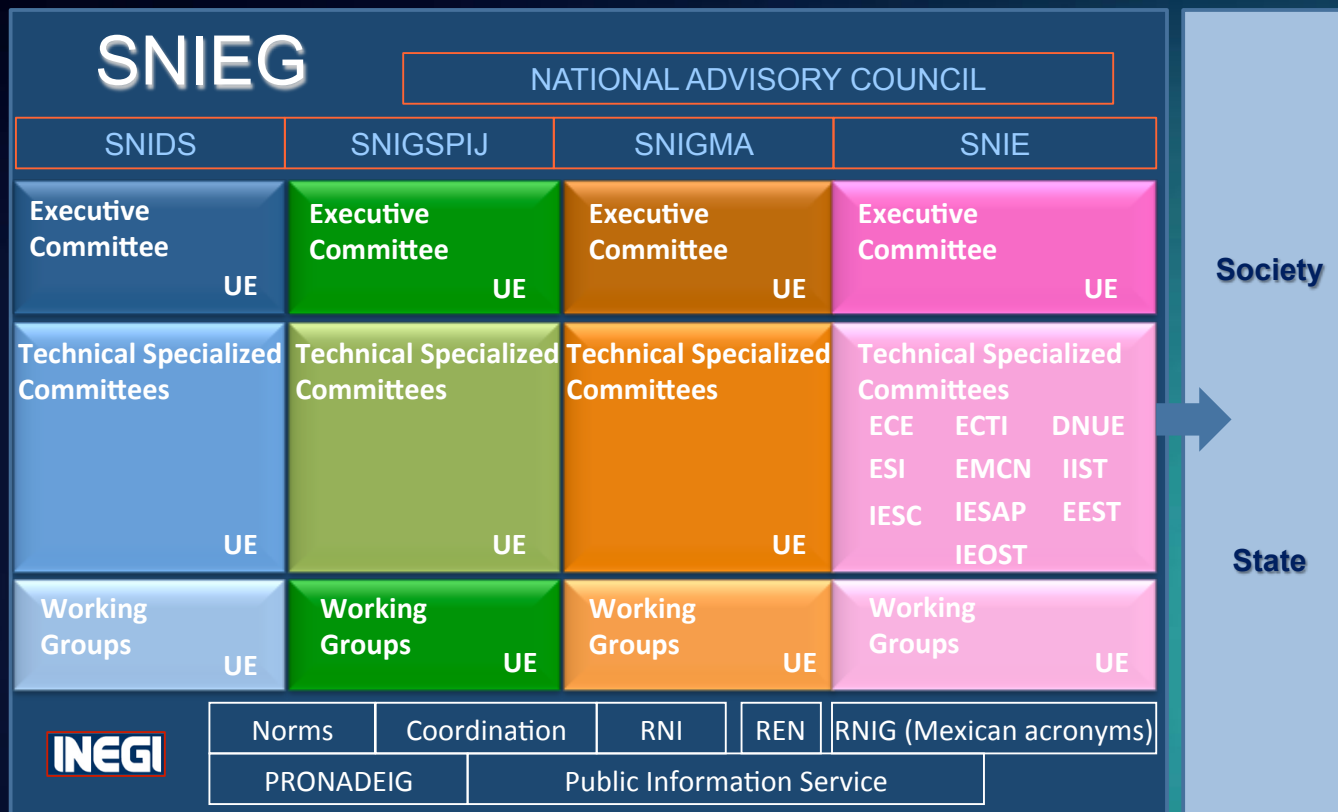 SNIEG
NATIONAL ADVISORY COUNCIL
SNIDS SNIGSPIJ SNIGMA SNIE
Executive
Committee
UE
Executive
Committee
UE
Executive
Committee
UE
Executive
Committee
UE
Technical Specialized
Committees
UE
Technical Specialized
Committees
UE
Technical Specialized
Committees
UE
Technical Specialized
Committees
ECE ECTI DNUE
ESI EMCN IIST
IESC IESAP EEST
IEOST
Working
Groups
UE
Working
Groups
UE
Working
Groups
UE
Working
Groups
UE
INEGI
Norms Coordination RNI REN RNIG (Mexican acronyms)
PRONADEIG Public Information Service
Society
State